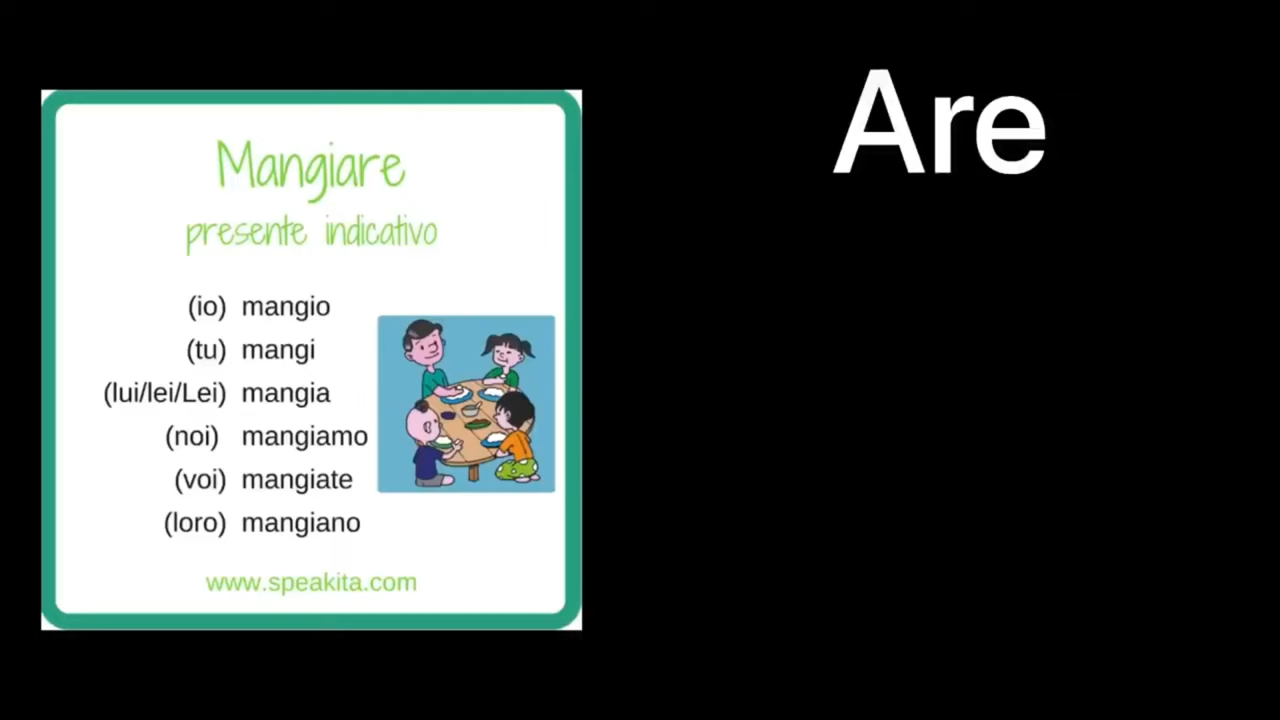 Mangiare
presente indicativo
(io) mangio
(tu) mangi
(lui/lei/Lei) mangia
(noi) mangiamo
(voi) mangiate
(loro) mangiano
www.speakita.com
Are